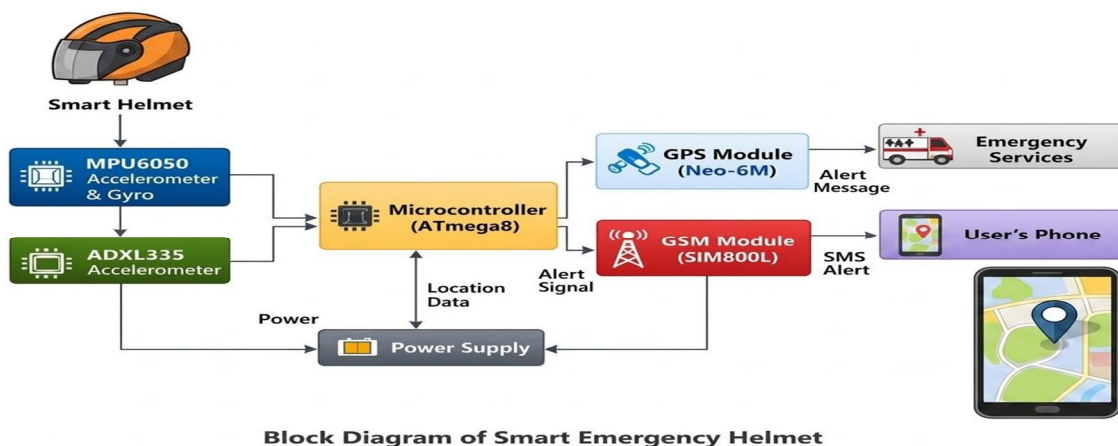 Smart Helmet
MPU6050
Accelerometer
& Gyro
ADXL335
Accelerometer
Microcontroller
(ATmega8)
GPS Module
(Neo-6M)
Alert
Message
Emergency
Services
GSM Module
(SIM800L)
Alert
Signal
SMS
Alert
User's Phone
Location
Data
Power
Power Supply
Block Diagram of Smart Emergency Helmet